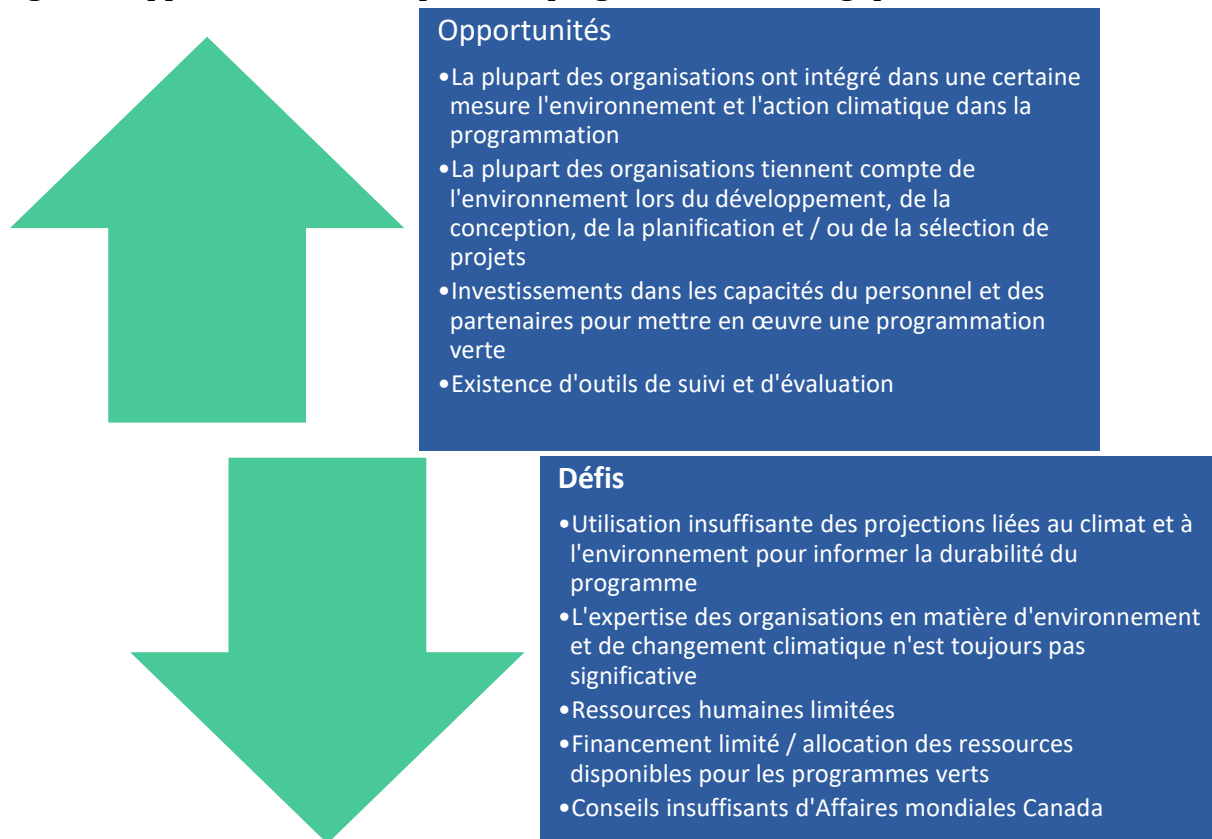 Opportunités
•La plupart des organisations ont intégré dans une certaine
mesure l'environnement et l'action climatique dans la
programmation
•La plupart des organisations tiennent compte de
l'environnement lors du développement, de la
conception, de la planification et / ou de la sélection de
projets
•Investissements dans les capacités du personnel et des
partenaires pour mettre en œuvre une programmation
verte
•Existence d'outils de suivi et d'évaluation
Défis
•Utilisation insuffisante des projections liées au climat et à
l'environnement pour informer la durabilité du
programme
•L'expertise des organisations en matière d'environnement
et de changement climatique n'est toujours pas
significative
•Ressources humaines limitées
•Financement limité / allocation des ressources
disponibles pour les programmes verts
•Conseils insuffisants d'Affaires mondiales Canada